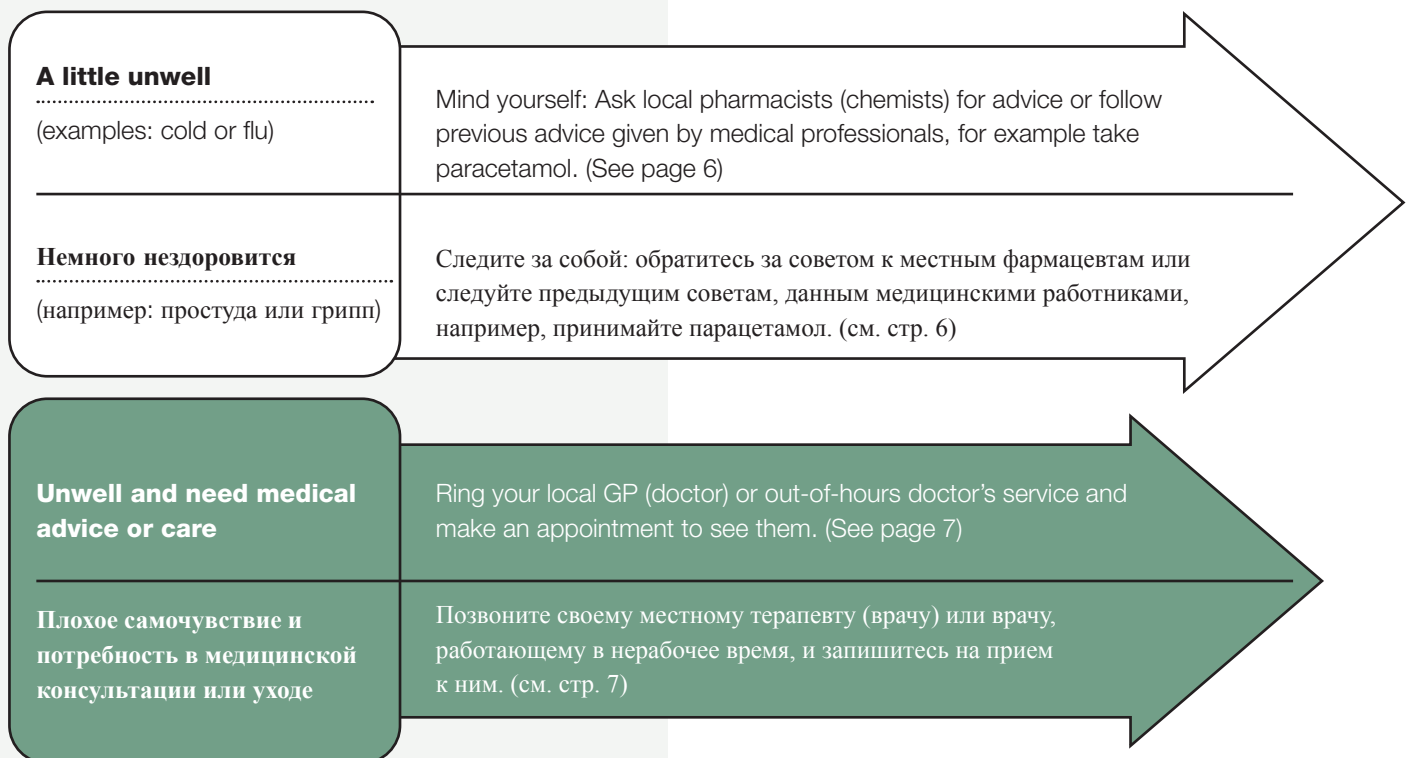 A little unwell
(examples: cold or flu)
Mind yourself: Ask local pharmacists (chemists) for advice or follow
previous advice given by medical professionals, for example take
paracetamol. (See page 6)
Немного нездоровится
(например: простуда или грипп)
Следите за собой: обратитесь за советом к местным фармацевтам или
следуйте предыдущим советам, данным медицинскими работниками,
например, принимайте парацетамол. (см. стр. 6)
Unwell and need medical
advice or care
Ring your local GP (doctor) or out-of-hours doctor’s service and
make an appointment to see them. (See page 7)
Плохое самочувствие и
потребность в медицинской
консультации или уходе
Позвоните своему местному терапевту (врачу) или врачу,
работающему в нерабочее время, и запишитесь на прием
к ним. (см. стр. 7)